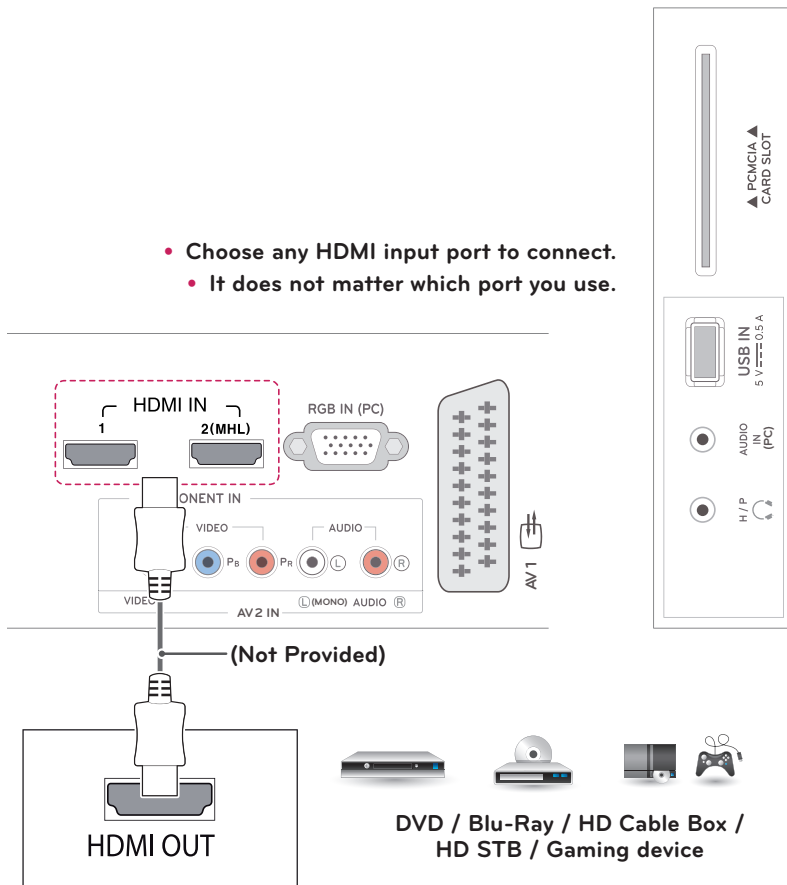 ▲ PCMCIA ▲
CARD SLOT
• Choose any HDMI input port to connect.
• It does not matter which port you use.
USB IN
5 V 0.5 A
AUDIO
IN
(PC)
H / P
HDMI IN
1
2(MHL)
RGB IN (PC)
ONENT IN
VIDEO
AUDIO
PB
PR
L
R
VIDEO
L(MONO) AUDIO R
AV 2 IN
AV 1
(Not Provided)
HDMI OUT
DVD / Blu-Ray / HD Cable Box /
HD STB / Gaming device